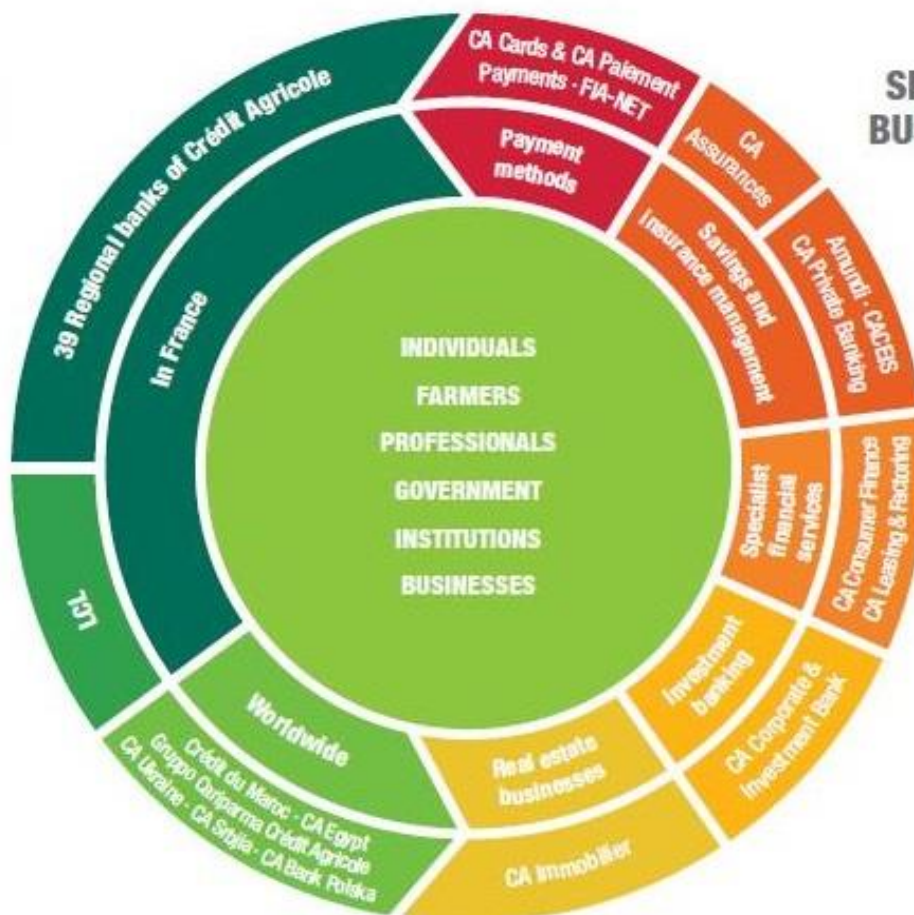 39 Regional banks of Crédit Agricole
In France
LCL
Worldwide
Crédit du Maroc · CA Egypt
Gruppo Cariparma Crédit Agricole
CA Ukraine · CA Srbija · CA Bank Polska
CA Cards & CA Paiement
Payments · FIA-NET
Payment
methods
CA
Assurances
Savings and
Insurance management
Amundi · CACEIS
CA Private Banking
Specialist
financial
services
CA Consumer Finance
CA Leasing & Factoring
Investment
banking
CA Corporate &
Investment Bank
Real estate
businesses
CA Immobilier
INDIVIDUALS
FARMERS
PROFESSIONALS
GOVERNMENT
INSTITUTIONS
BUSINESSES